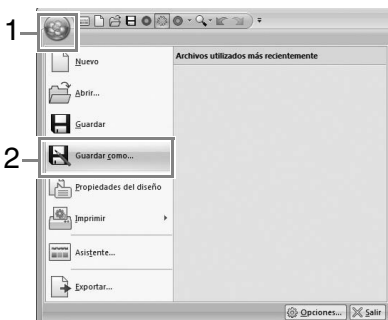 1
Archivos utilizados más recientemente
Nuevo
Abrir...
Guardar
2
Guardar como...
Propiedades del diseño
Imprimir
Asistente...
Exportar...
Opciones...
Salir